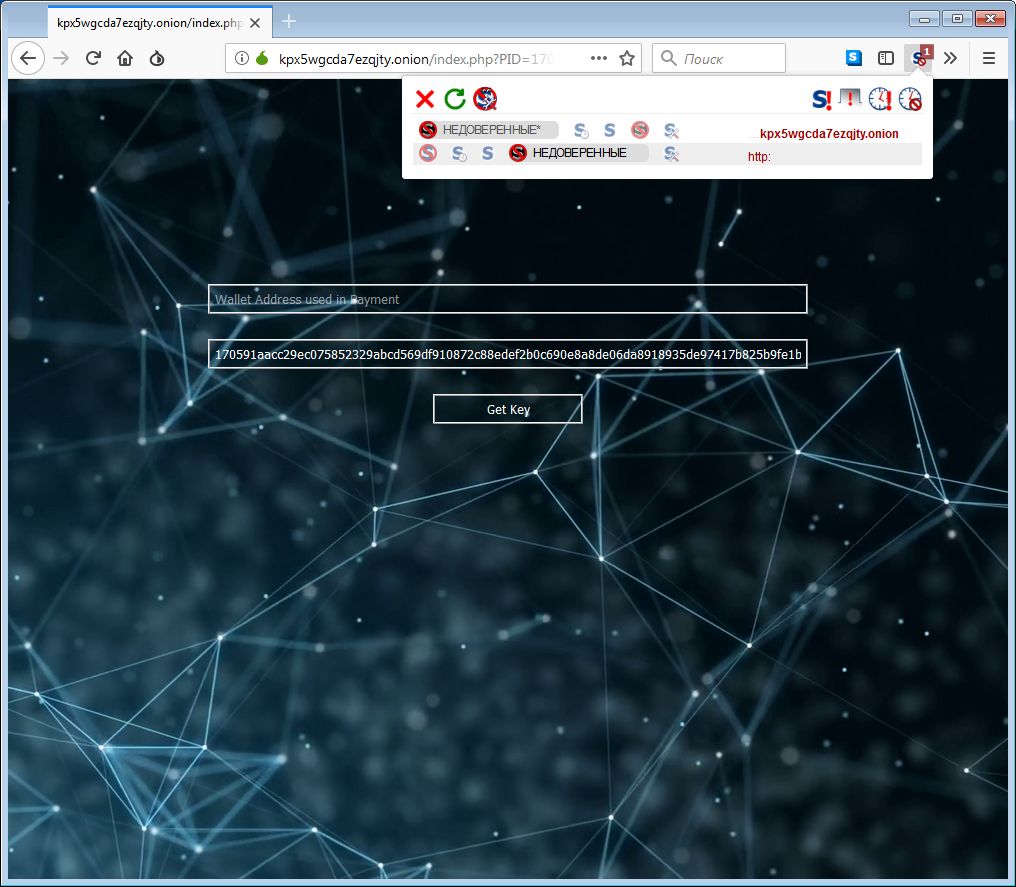 kpx5wgcda7ezqjty.onion/index.php
kpx5wgcda7ezqjty.onion/index.php?PID=170
Поиск
1
S!
НЕДОВЕРЕННЫЕ*
...kpx5wgcda7ezqjty.onion
НЕДОВЕРЕННЫЕ
http:
Wallet Address used in Payment
170591aacc29ec075852329abcd569df910872c88edef2b0c690e8a8de06da8918935de97417b825b9fe1b
Get Key